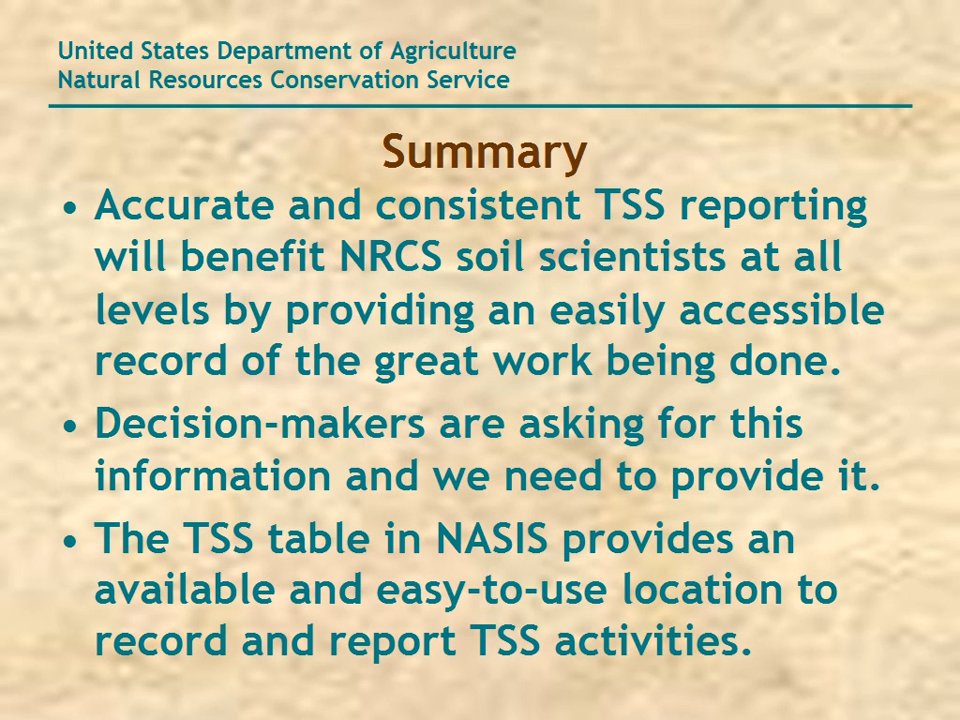 United States Department of Agriculture
Natural Resources Conservation Service
Summary
• Accurate and consistent TSS reporting
will benefit NRCS soil scientists at all
levels by providing an easily accessible
record of the great work being done.
• Decision-makers are asking for this
information and we need to provide it.
• The TSS table in NASIS provides an
available and easy-to-use location to
record and report TSS activities.